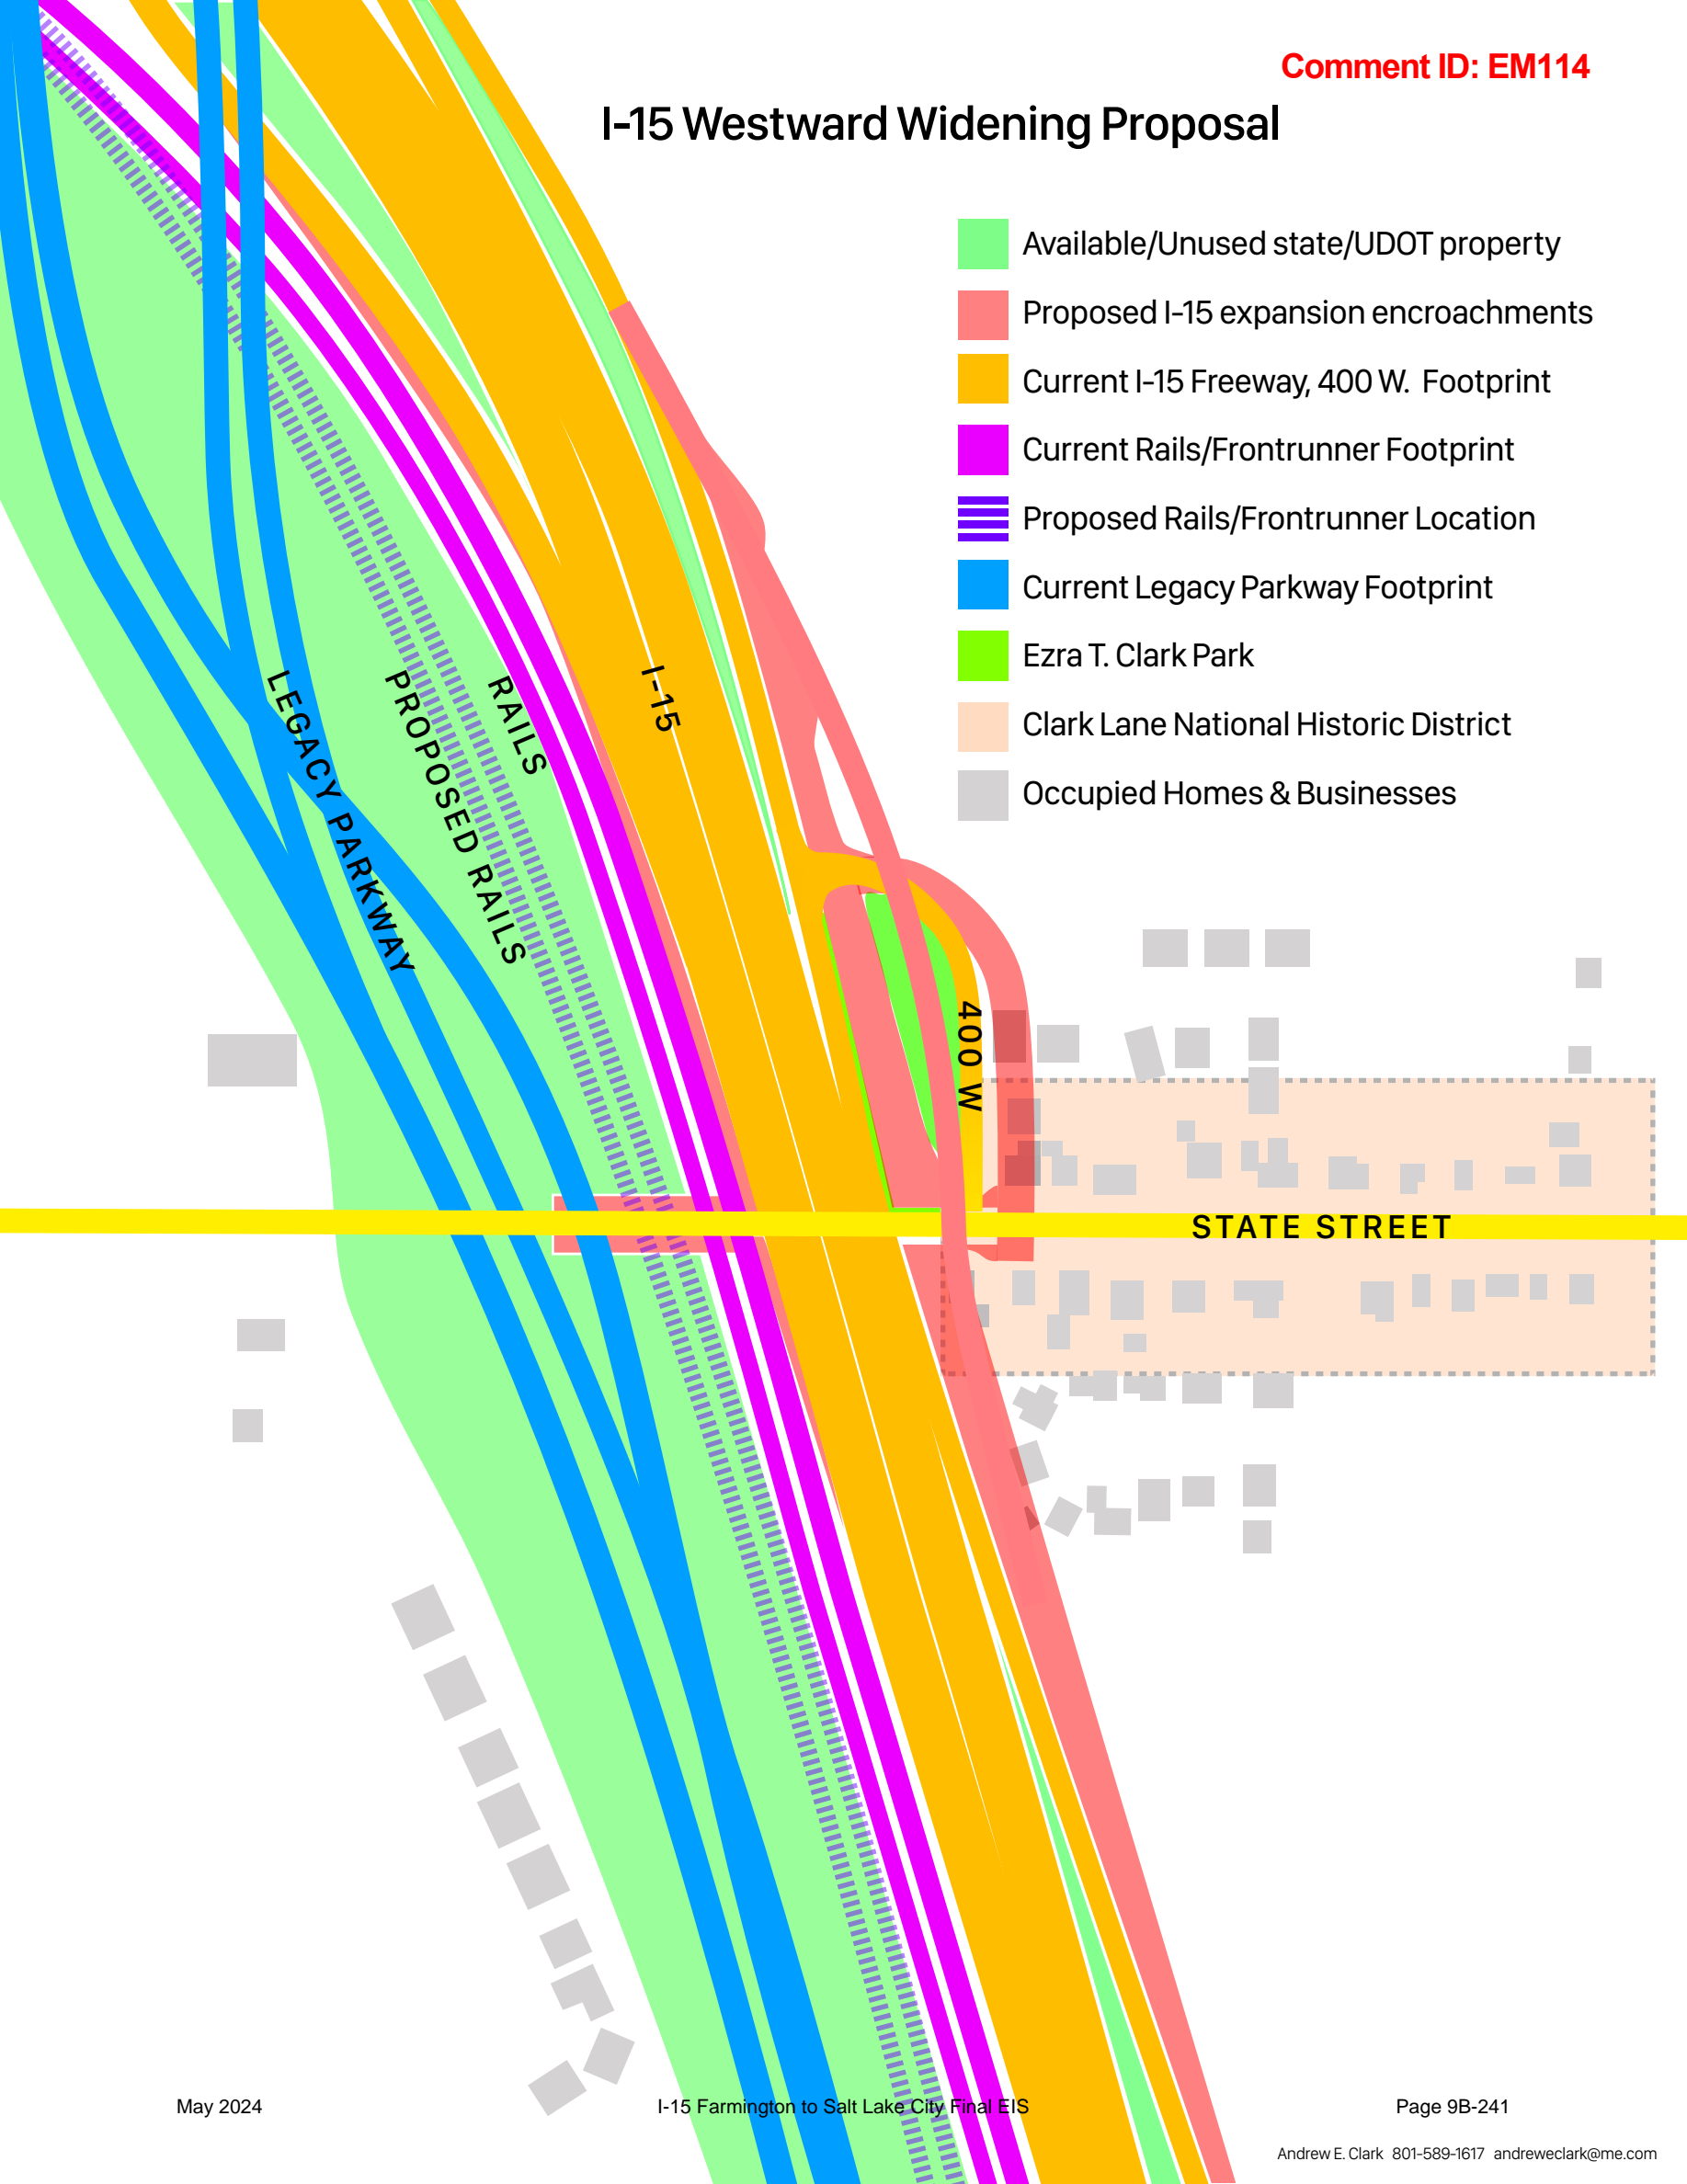 Comment ID: EM114
I-15 Westward Widening Proposal
Available/Unused state/UDOT property
Proposed I-15 expansion encroachments
Current I-15 Freeway, 400 W. Footprint
Current Rails/Frontrunner Footprint
Proposed Rails/Frontrunner Location
Current Legacy Parkway Footprint
Ezra T. Clark Park
Clark Lane National Historic District
Occupied Homes & Businesses
LEGACY PARKWAY
PROPOSED RAILS
RAILS
I-15
400 W
STATE STREET
May 2024
I-15 Farmington to Salt Lake City Final EIS
Page 9B-241
Andrew E. Clark 801-589-1617 andreweclark@me.com